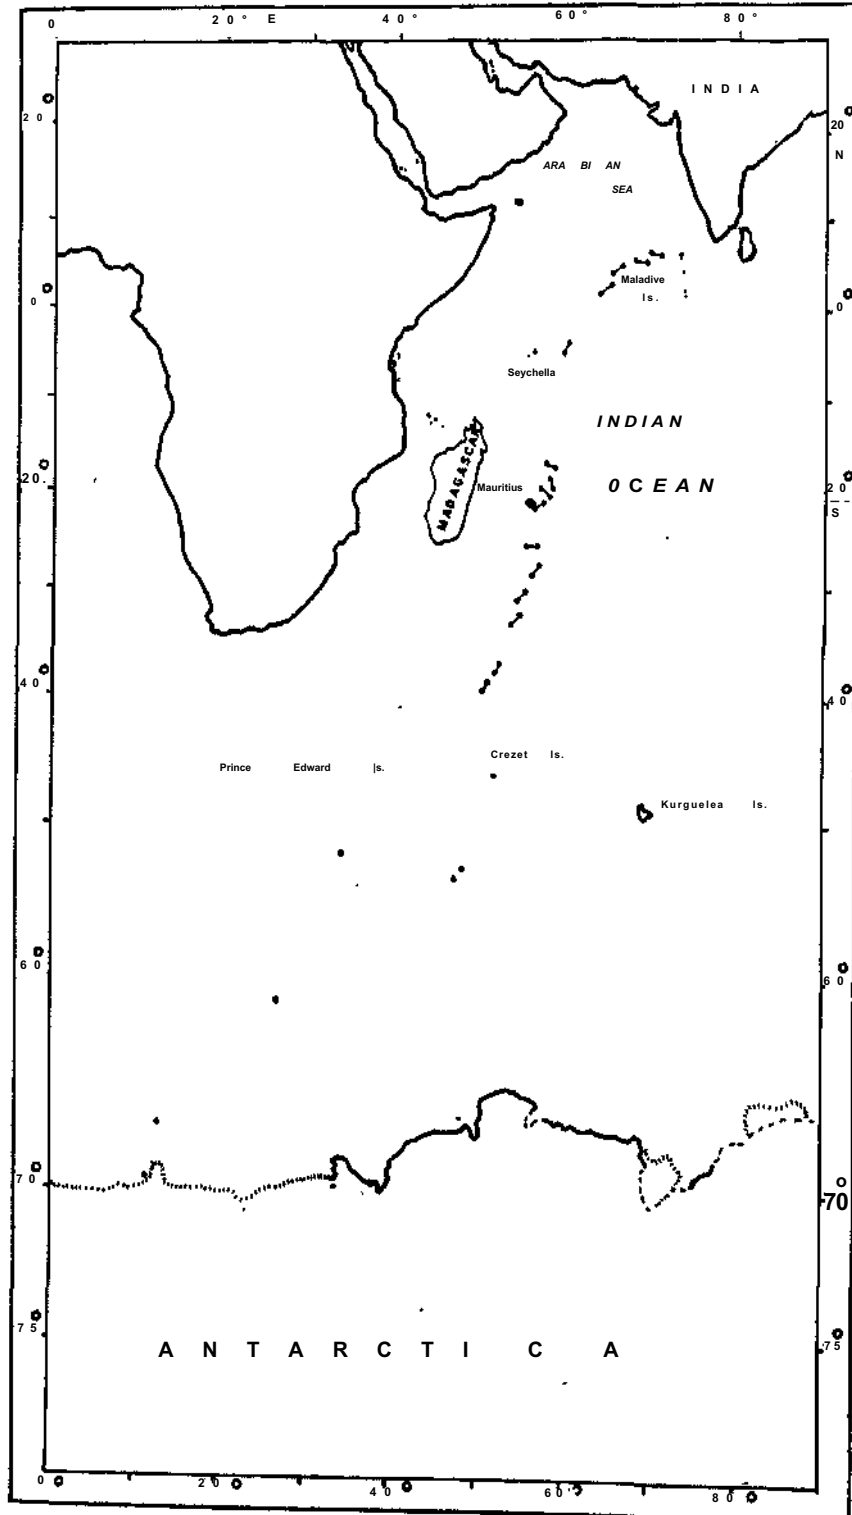 0 20° E 40° 60° 80°
INDIA
20° 20°
N
ARA BI AN
SEA
Maladive
Is.
0° 0°
Seychella
INDIAN
MADAGASCAR
Mauritius
OCEAN
20° 20°
S
40° 40°
Crezet Is.
Prince Edward Is.
Kurguelea Is.
60° 60°
70° 70°
75° 75°
ANTARCTICA
0° 20° 40° 60° 80°